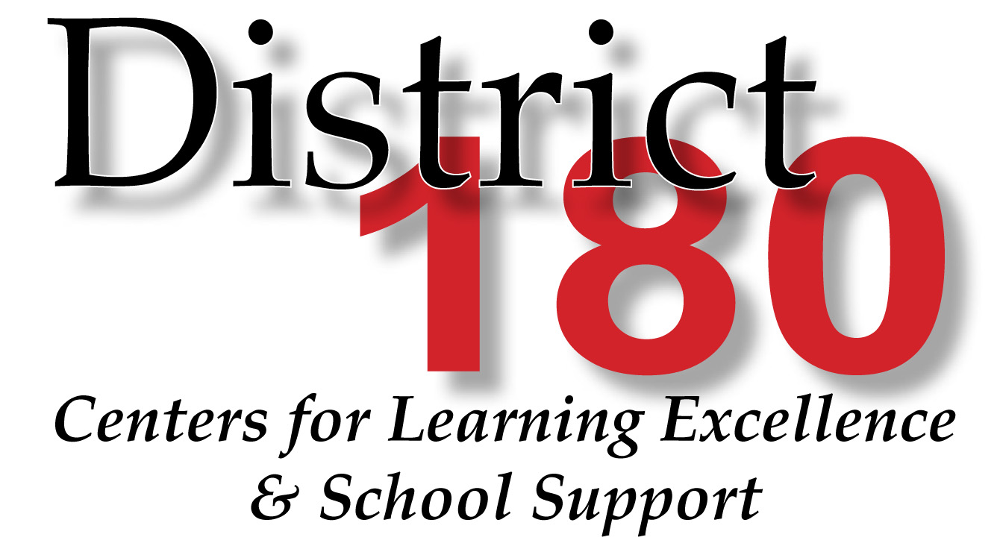 District
180
Centers for Learning Excellence
& School Support